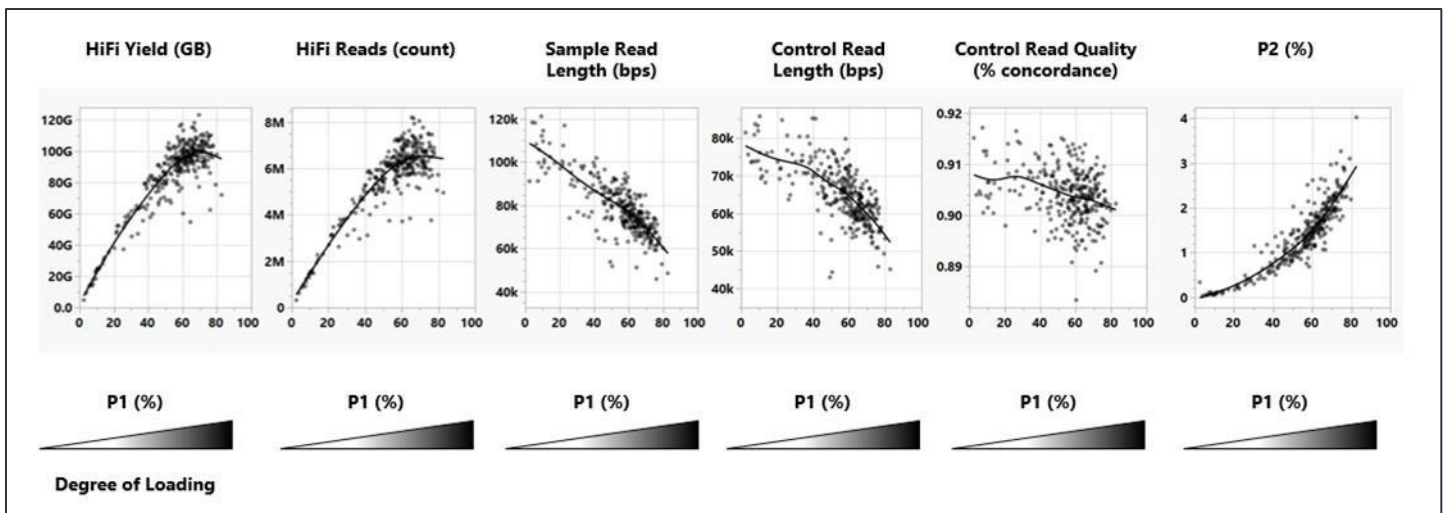 HiFi Yield (GB)
HiFi Reads (count)
Sample Read
Length (bps)
Control Read
Length (bps)
Control Read Quality
(% concordance)
P2 (%)
120G
100G
80G
60G
40G
20G
0.0
0 20 40 60 80 100
8M
6M
4M
2M
0
0 20 40 60 80 100
120k
100k
80k
60k
40k
0 20 40 60 80 100
80k
70k
60k
50k
40k
0 20 40 60 80 100
0.92
0.91
0.90
0.89
0 20 40 60 80 100
4
3
2
1
0
0 20 40 60 80 100
P1 (%)
P1 (%)
P1 (%)
P1 (%)
P1 (%)
P1 (%)
Degree of Loading